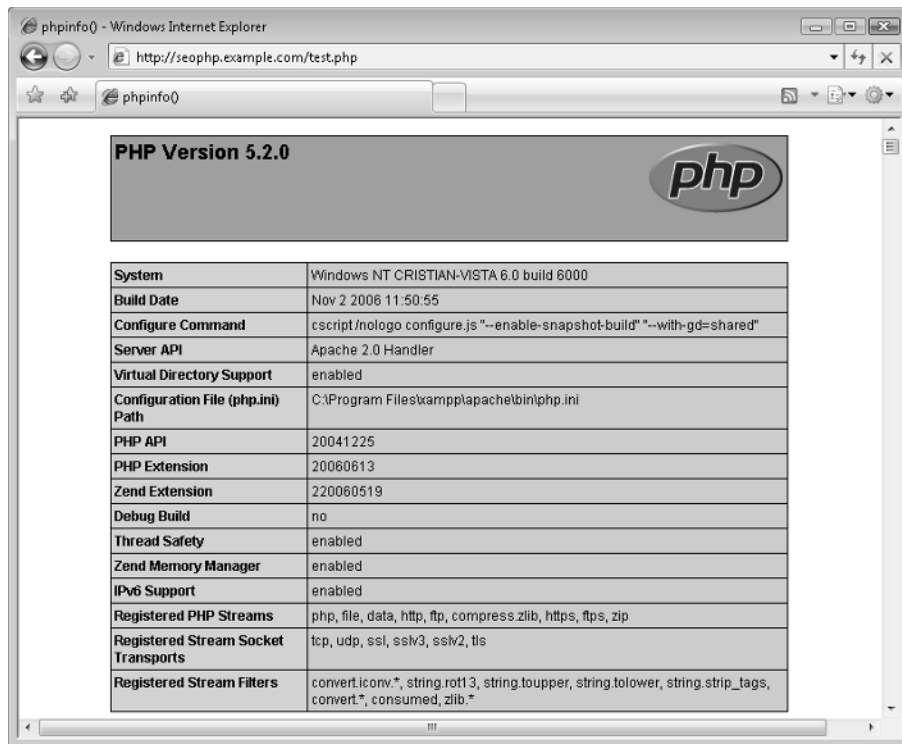 phpinfo() - Windows Internet Explorer
http://seophp.example.com/test.php
phpinfo()
PHP Version 5.2.0
php
System Windows NT CRISTIAN-VISTA 6.0 build 6000
Build Date Nov 2 2006 11:50:55
Configure Command cscript /nologo configure.js "--enable-snapshot-build" "--with-gd=shared"
Server API Apache 2.0 Handler
Virtual Directory Support enabled
Configuration File (php.ini) C:\Program Files\xampp\apache\bin\php.ini
Path
PHP API 20041225
PHP Extension 20060613
Zend Extension 220060519
Debug Build no
Thread Safety enabled
Zend Memory Manager enabled
IPv6 Support enabled
Registered PHP Streams php, file, data, http, ftp, compress.zlib, https, ftps, zip
Registered Stream Socket tcp, udp, ssl, sslv3, sslv2, tls
Transports
Registered Stream Filters convert.iconv.*, string.rot13, string.toupper, string.tolower, string.strip_tags,
convert.*, consumed, zlib.*